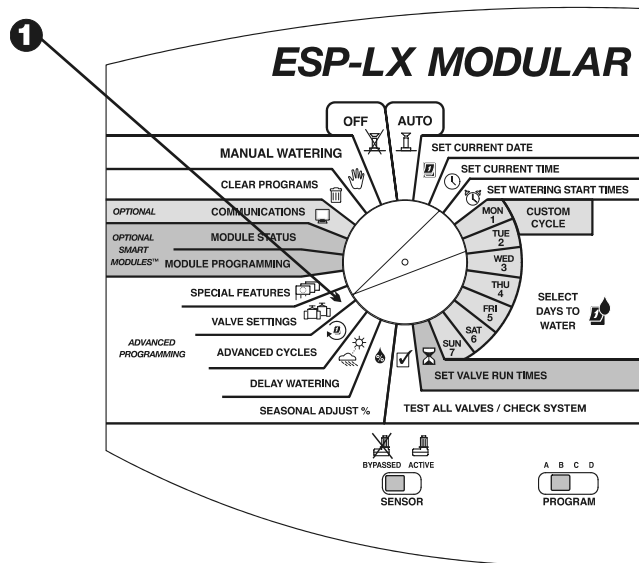 1
ESP-LX MODULAR
OFF
AUTO
MANUAL WATERING
CLEAR PROGRAMS
OPTIONAL
COMMUNICATIONS
OPTIONAL
SMART
MODULES™
MODULE STATUS
MODULE PROGRAMMING
SPECIAL FEATURES
VALVE SETTINGS
ADVANCED
PROGRAMMING
ADVANCED CYCLES
DELAY WATERING
SEASONAL ADJUST %
SET CURRENT DATE
SET CURRENT TIME
SET WATERING START TIMES
MON
1
CUSTOM
CYCLE
TUE
2
WED
3
THU
4
FRI
5
SAT
6
SUN
7
SELECT
DAYS TO
WATER
SET VALVE RUN TIMES
TEST ALL VALVES / CHECK SYSTEM
BYPASSED ACTIVE
SENSOR
A B C D
PROGRAM